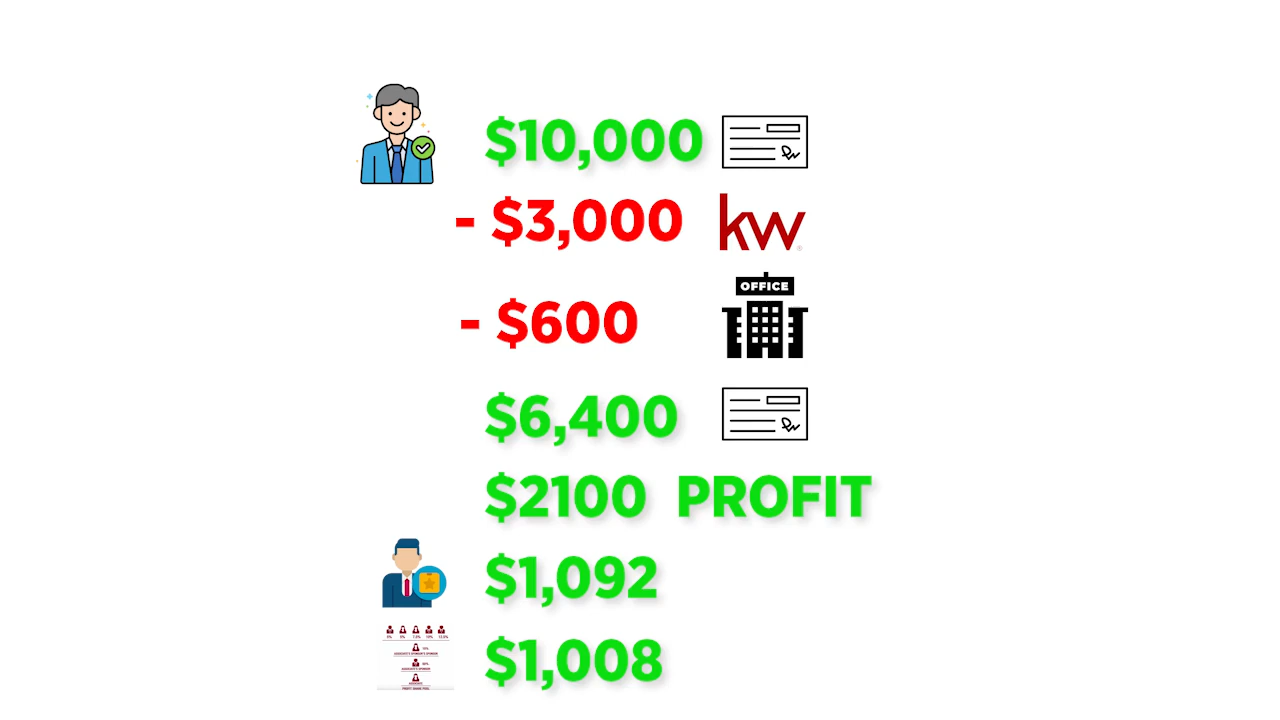 $10,000
- $3,000 kw
- $600 OFFICE
$6,400
$2100 PROFIT
$1,092
$1,008